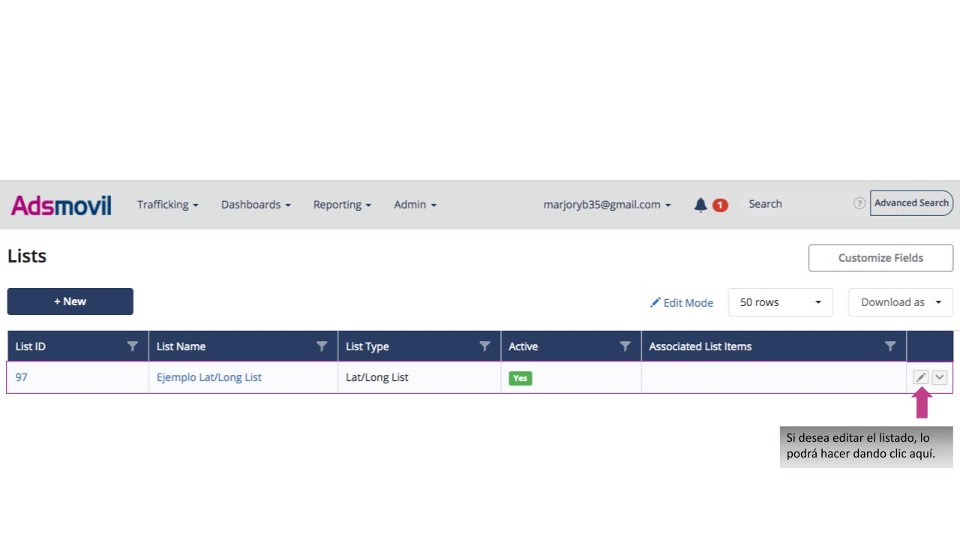 Adsmovil Trafficking Dashboards Reporting Admin marjoryb35@gmail.com 1 Search ? Advanced Search
Lists
Customize Fields
+ New
Edit Mode 50 rows Download as
List ID List Name List Type Active Associated List Items
97 Ejemplo Lat/Long List Lat/Long List Yes
Si desea editar el listado, lo
podrá hacer dando clic aquí.